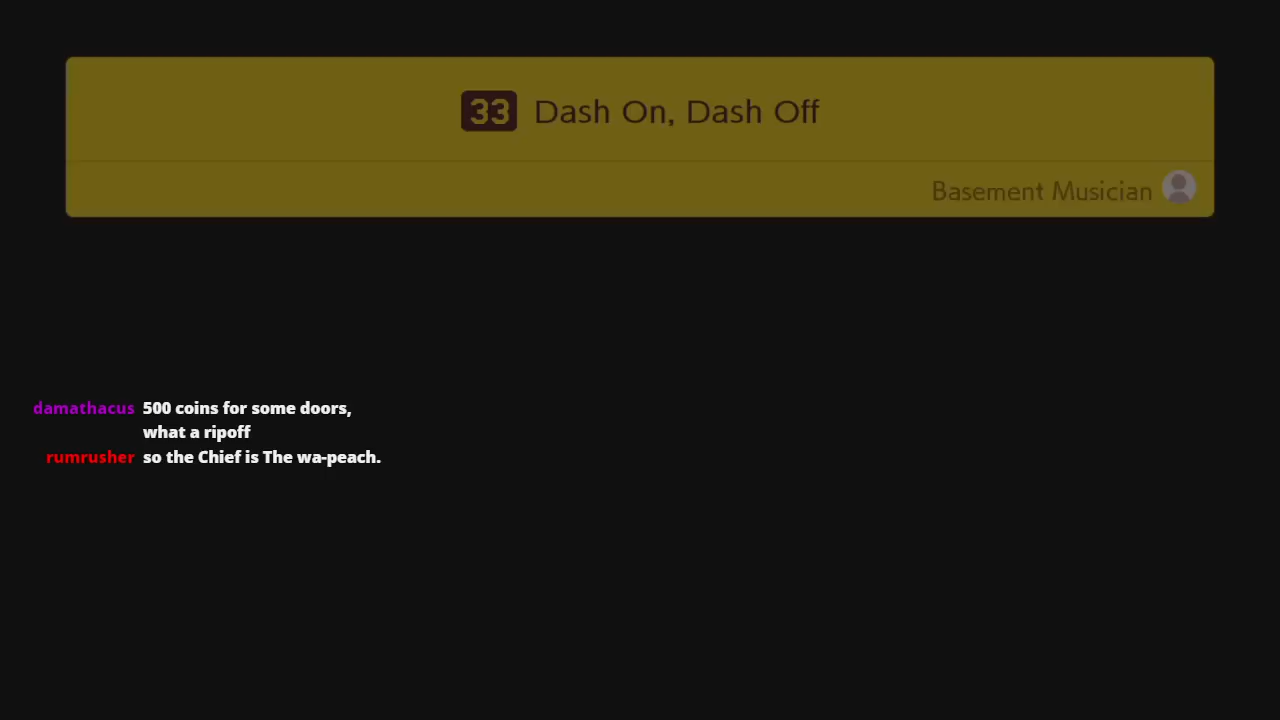 33 Dash On, Dash Off
Basement Musician
damathacus 500 coins for some doors,
what a ripoff
rumrusher so the Chief is The wa-peach.